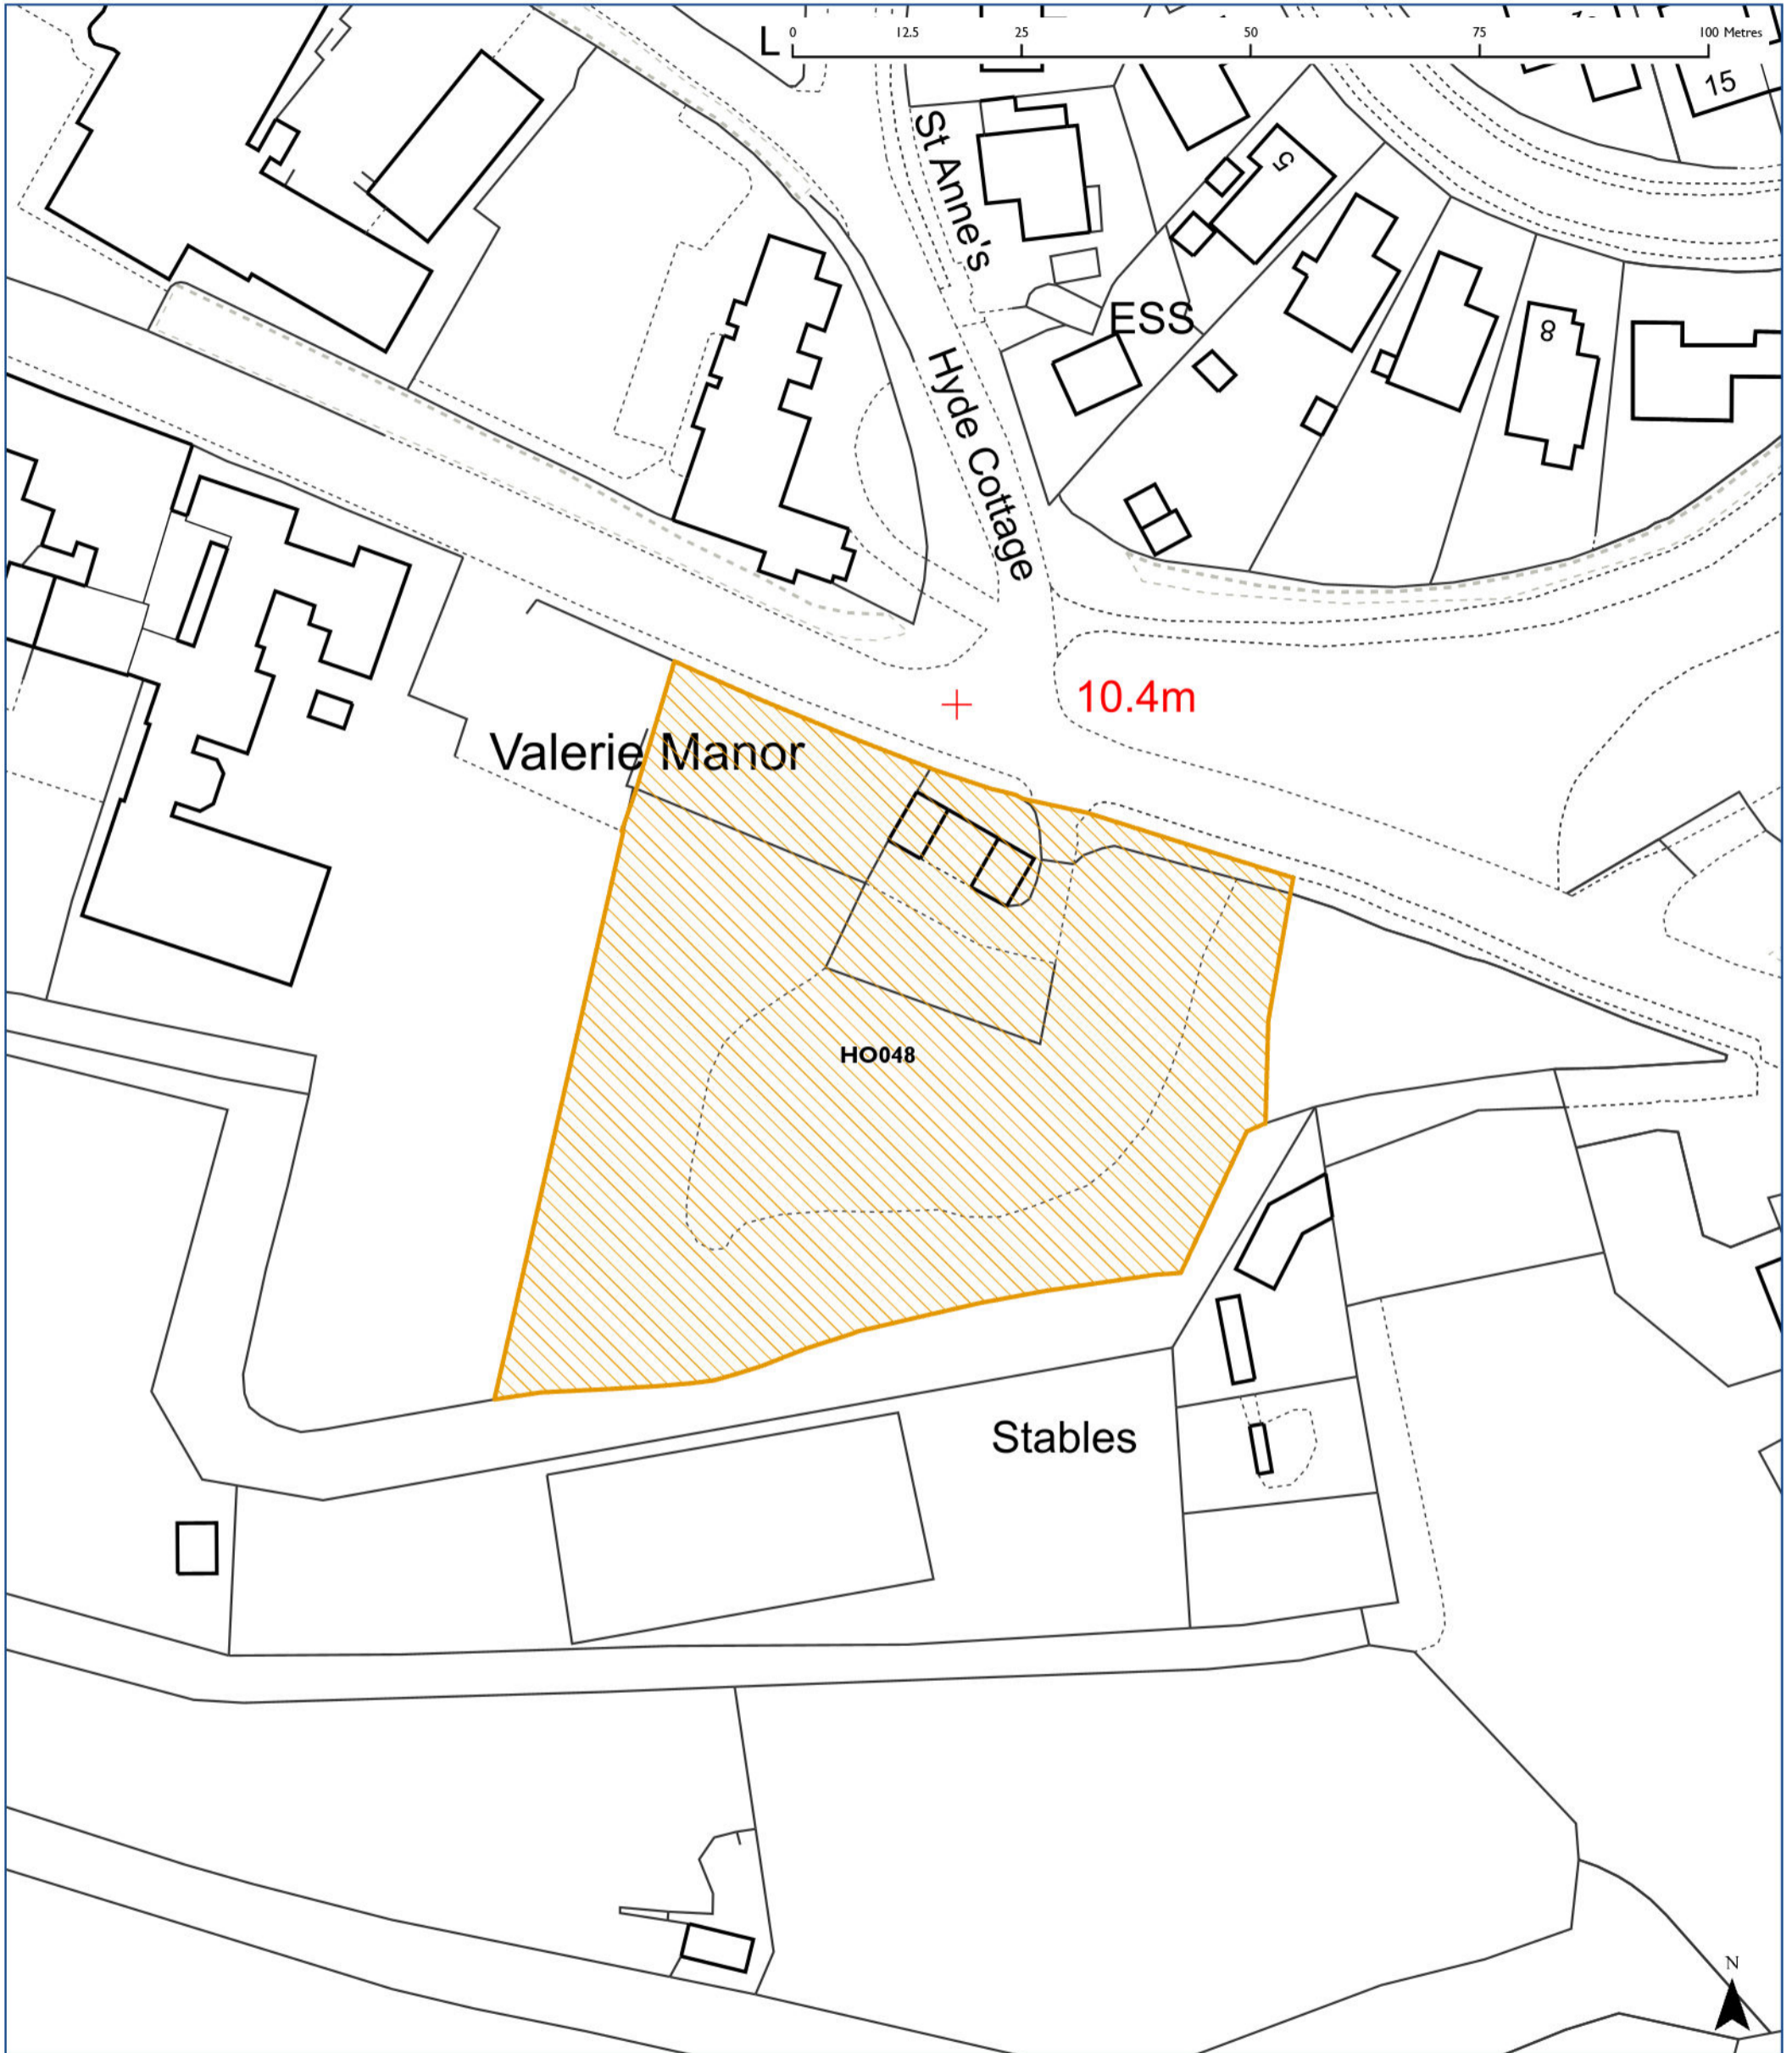 L
0 12.5 25 50 75 100 Metres
15
St Anne's
5
ESS
8
Hyde Cottage
10.4m
Valerie Manor
HO048
Stables
N